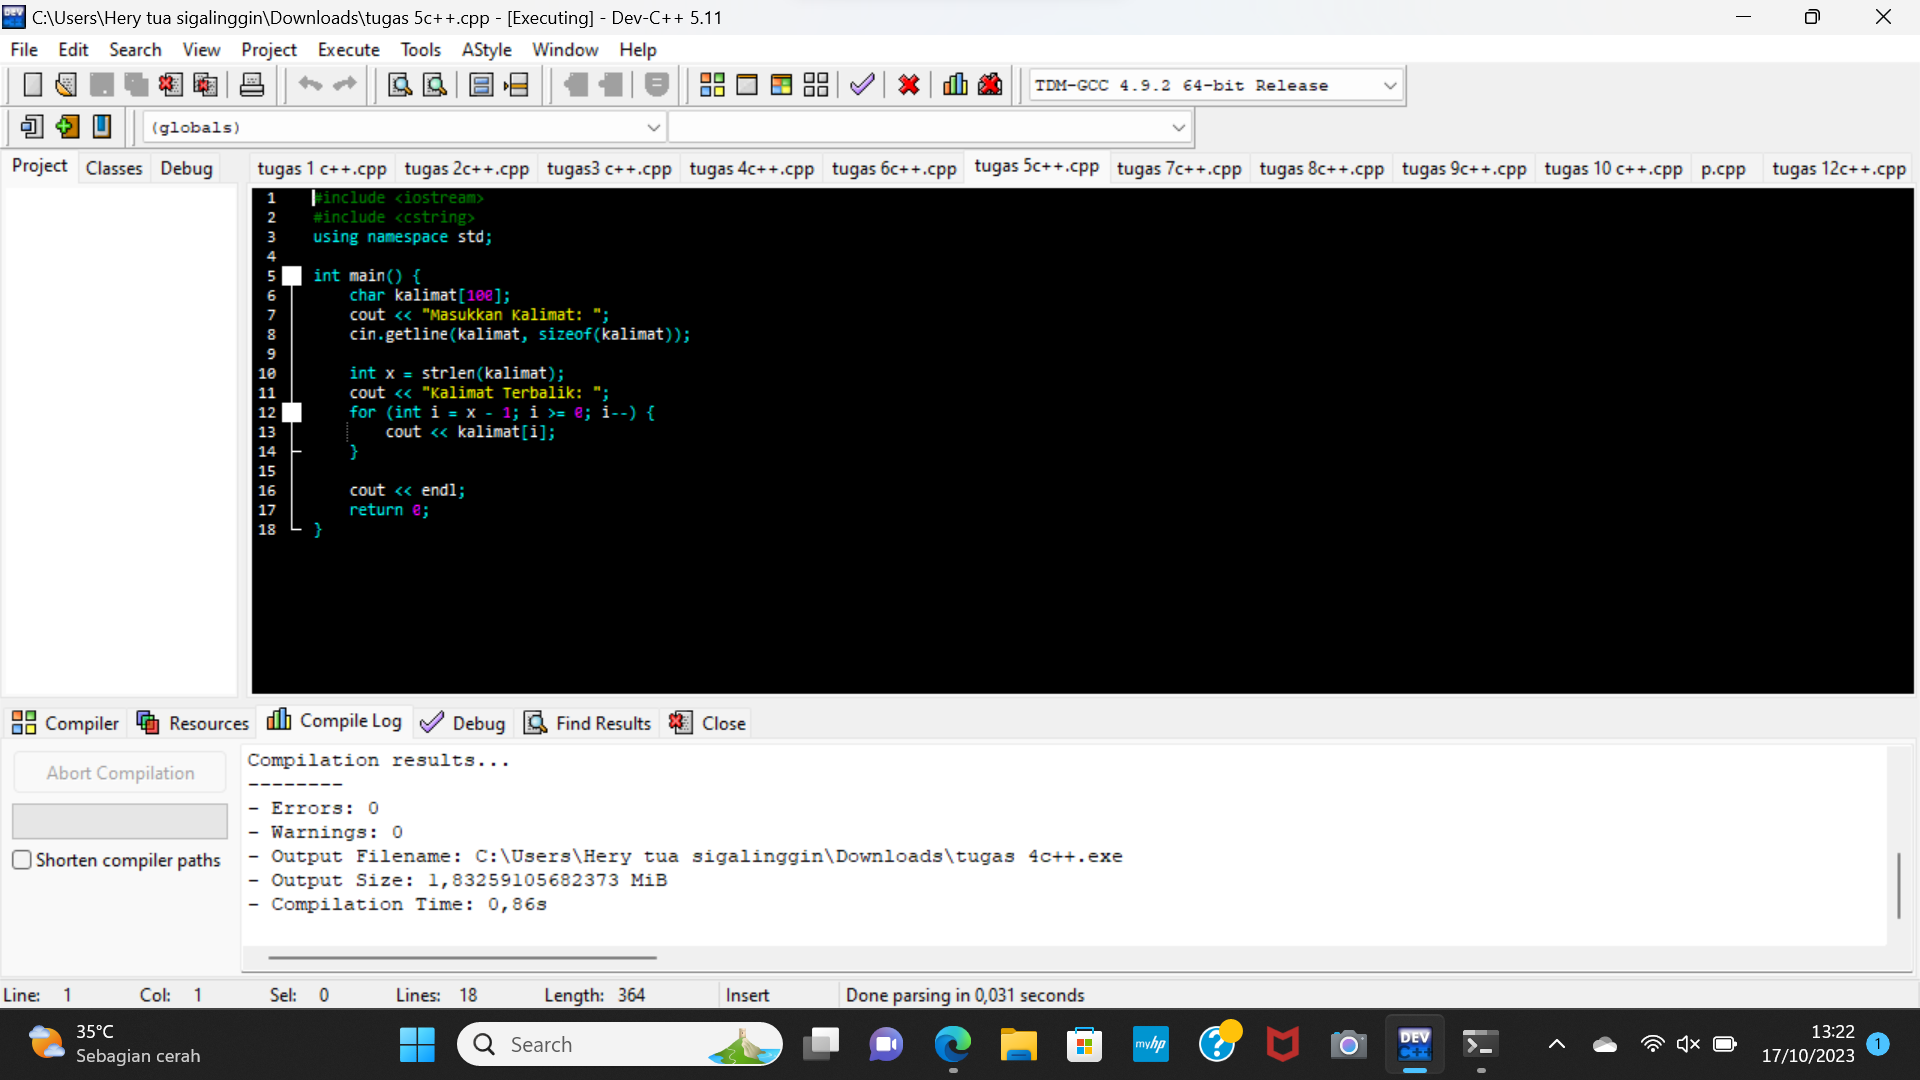 C:\Users\Hery tua sigalinggin\Downloads\tugas 5c++.cpp - [Executing] - Dev-C++ 5.11
File Edit Search View Project Execute Tools AStyle Window Help
TDM-GCC 4.9.2 64-bit Release
(globals)
Project Classes Debug tugas 1 c++.cpp tugas 2c++.cpp tugas3 c++.cpp tugas 4c++.cpp tugas 6c++.cpp tugas 5c++.cpp tugas 7c++.cpp tugas 8c++.cpp tugas 9c++.cpp tugas 10 c++.cpp p.cpp tugas 12c++.cpp
1 #include <iostream>
2 #include <cstring>
3 using namespace std;
4
5 int main() {
6 char kalimat[100];
7 cout << "Masukkan Kalimat: ";
8 cin.getline(kalimat, sizeof(kalimat));
9
10 int x = strlen(kalimat);
11 cout << "Kalimat Terbalik: ";
12 for (int i = x - 1; i >= 0; i--) {
13 cout << kalimat[i];
14 }
15
16 cout << endl;
17 return 0;
18 }
Compiler Resources Compile Log Debug Find Results Close
Abort Compilation
Shorten compiler paths
Compilation results...
--------
- Errors: 0
- Warnings: 0
- Output Filename: C:\Users\Hery tua sigalinggin\Downloads\tugas 4c++.exe
- Output Size: 1,83259105682373 MiB
- Compilation Time: 0,86s
Line: 1 Col: 1 Sel: 0 Lines: 18 Length: 364 Insert Done parsing in 0,031 seconds
35°C
Sebagian cerah
Search
myhp
DEV
C++
13:22
17/10/2023
1